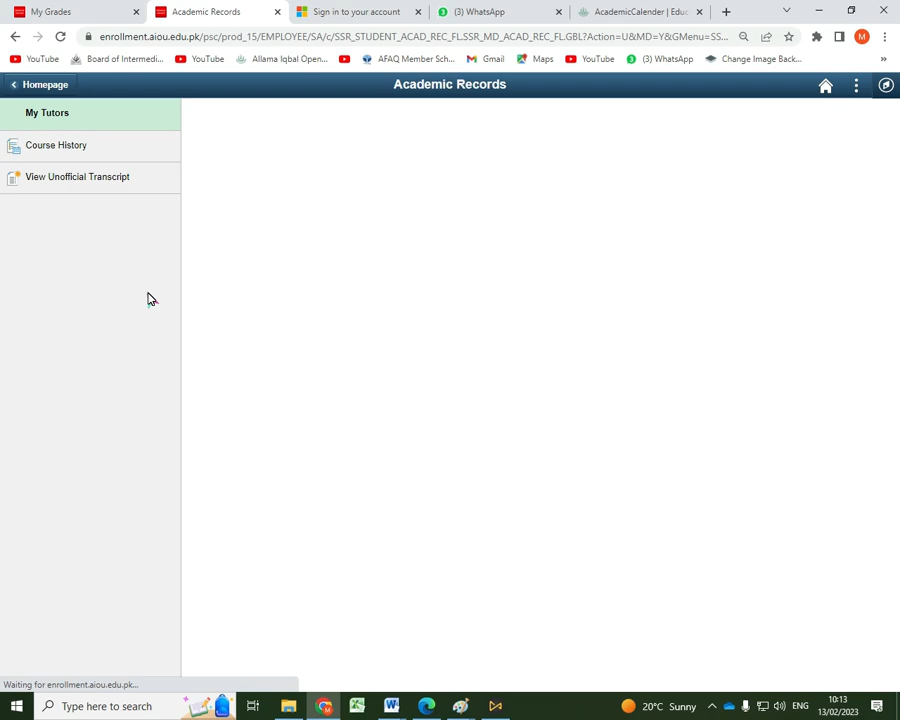 My Grades
Academic Records
Sign in to your account
(3) WhatsApp
AcademicCalender | Educ
enrollment.aiou.edu.pk/psc/prod_15/EMPLOYEE/SA/c/SSR_STUDENT_ACAD_REC_FL.SSR_MD_ACAD_REC_FL.GBL?Action=U&MD=Y&GMenu=SS...
M
YouTube
Board of Intermedi...
YouTube
Allama Iqbal Open...
AFAQ Member Sch...
Gmail
Maps
YouTube
(3) WhatsApp
Change Image Back...
»
Homepage
Academic Records
My Tutors
Course History
View Unofficial Transcript
Waiting for enrollment.aiou.edu.pk...
Type here to search
20°C Sunny
ENG
10:13
13/02/2023